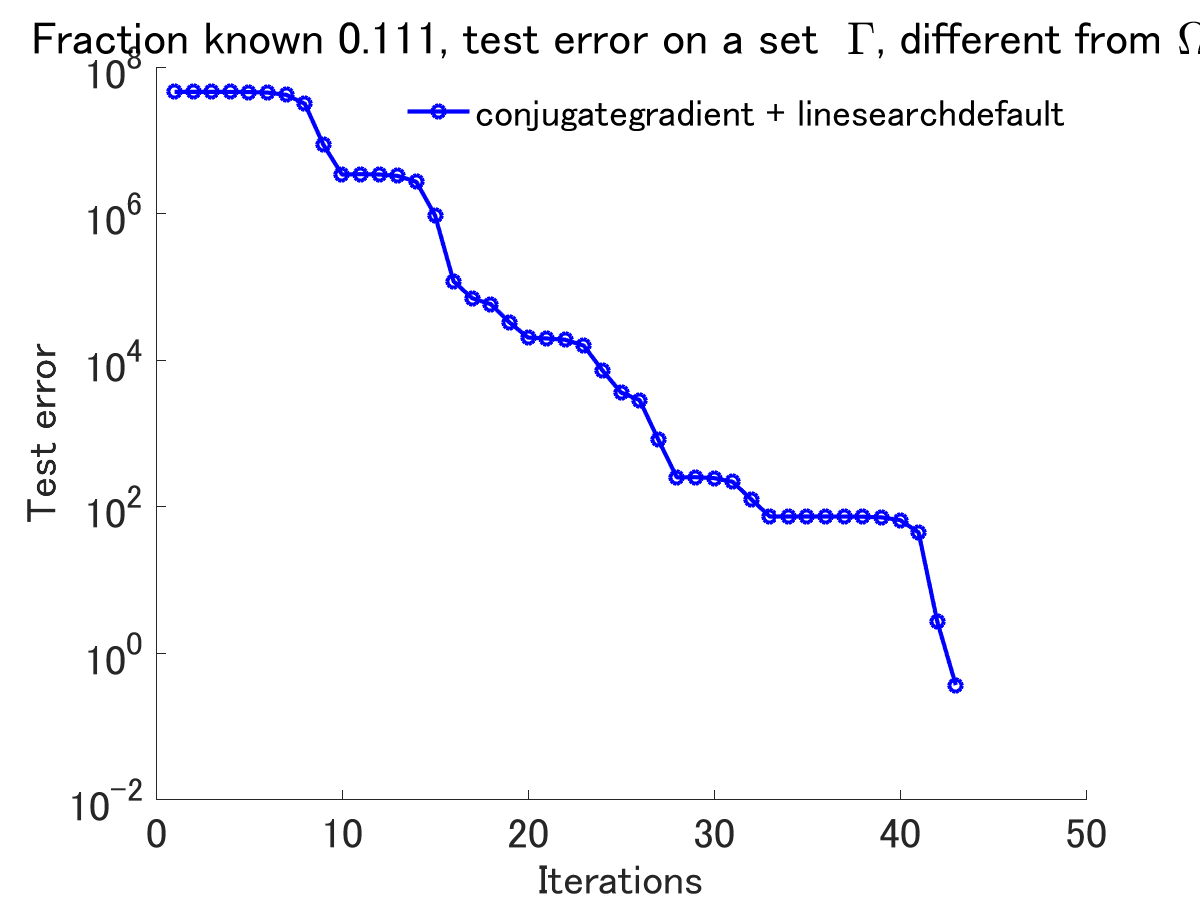 Fraction known 0.111, test error on a set Γ, different from Ω
10^8
conjugategradient + linesearchdefault
10^6
10^4
10^2
10^0
10^-2
Test error
0 10 20 30 40 50
Iterations